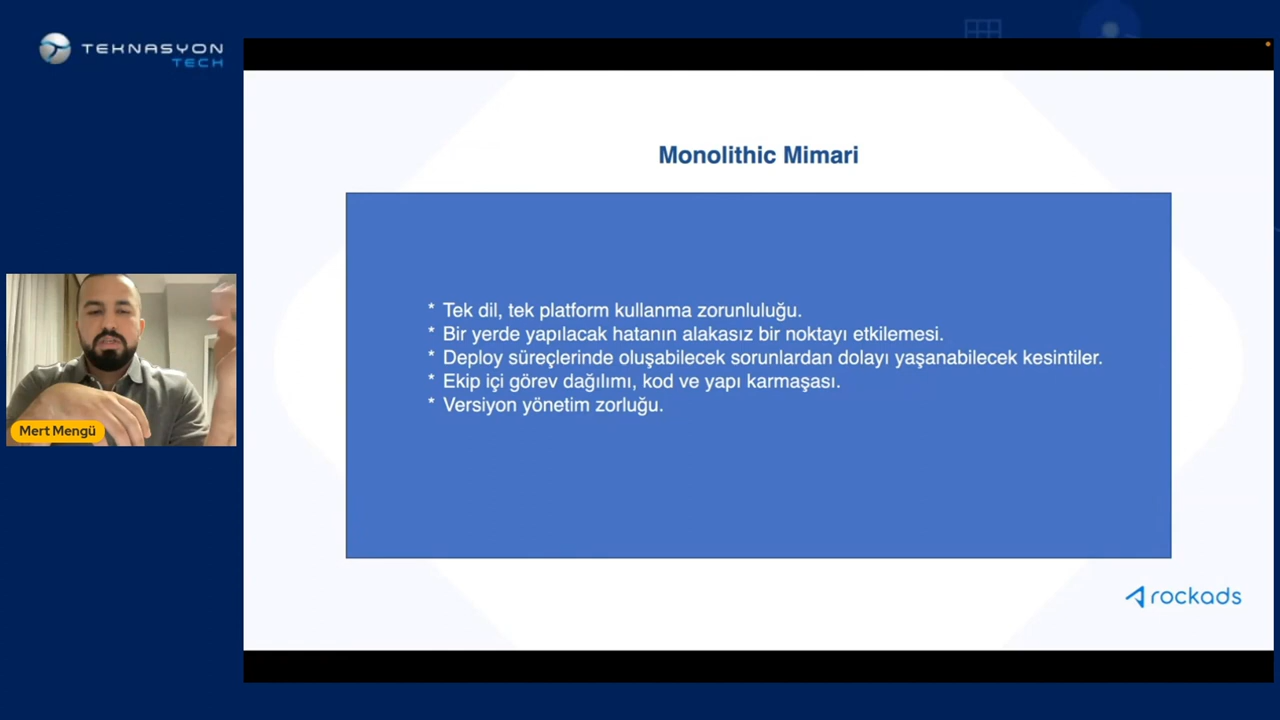 TEKNASYON
TECH
Monolithic Mimari
* Tek dil, tek platform kullanma zorunluluğu.
* Bir yerde yapılacak hatanın alakasız bir noktayı etkilemesi.
* Deploy süreçlerinde oluşabilecek sorunlardan dolayı yaşanabilecek kesintiler.
* Ekip içi görev dağılımı, kod ve yapı karmaşası.
* Versiyon yönetim zorluğu.
Mert Mengü
rockads